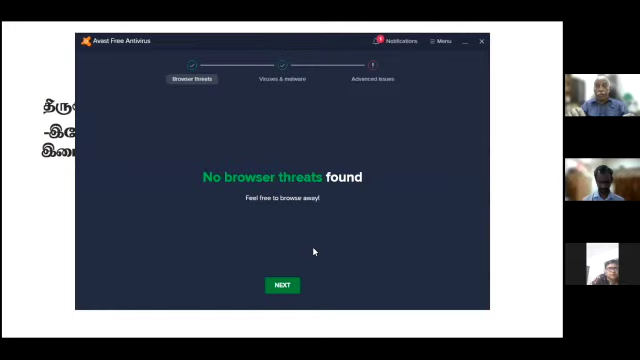 Avast Free Antivirus
Notifications
Menu
Browser threats
Viruses & malware
Advanced issues
No browser threats found
Feel free to browse away!
NEXT